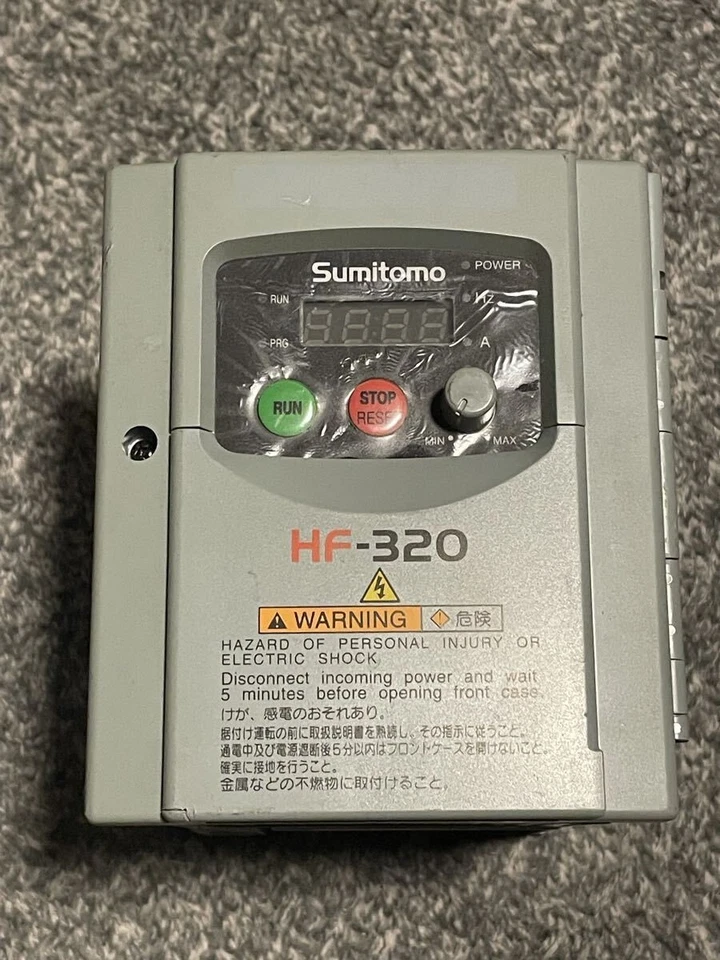 Sumitomo
POWER
RUN
Hz
PRG
A
RUN
STOP
RESET
MIN
MAX
HF-320
WARNING
危険
HAZARD OF PERSONAL INJURY OR
ELECTRIC SHOCK
Disconnect incoming power and wait
5 minutes before opening front case.
けが、感電のおそれあり。
据付け運転の前に取扱説明書を熟読し、その指示に従うこと。
通電中及び電源遮断後5分以内はフロントケースを開けないこと。
確実に接地を行うこと。
金属などの不燃物に取付けること。